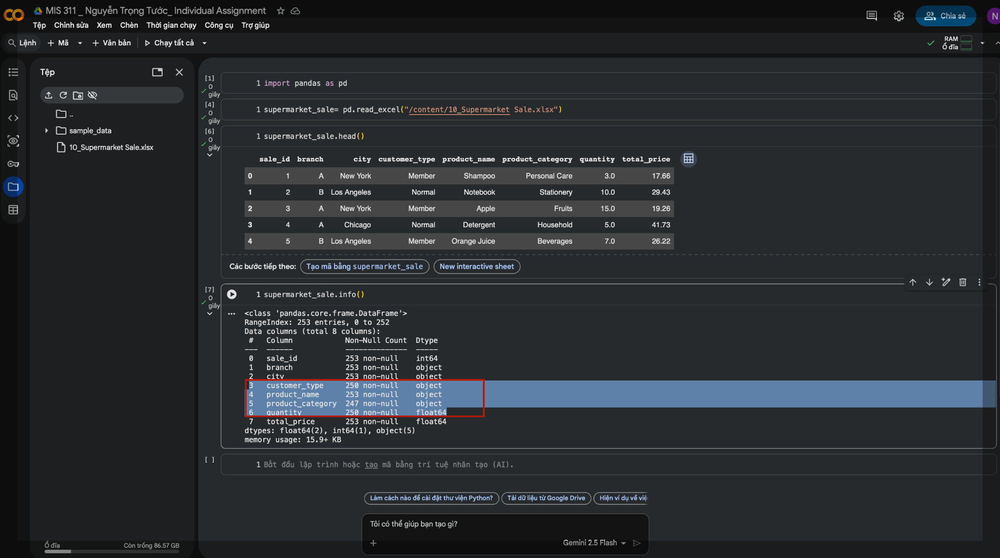 MIS 311 _ Nguyễn Trọng Tước_ Individual Assignment
Tệp Chỉnh sửa Xem Chèn Thời gian chạy Công cụ Trợ giúp
Chia sẻ
N
Lệnh + Mã + Văn bản Chạy tất cả
RAM
Ổ đĩa
Tệp
..
sample_data
10_Supermarket Sale.xlsx
Ổ đĩa Còn trống 86.57 GB
[1]
0
giây
1 import pandas as pd
[4]
0
giây
1 supermarket_sale= pd.read_excel("/content/10_Supermarket Sale.xlsx")
[6]
0
giây
1 supermarket_sale.head()
sale_id branch city customer_type product_name product_category quantity total_price
0 1 A New York Member Shampoo Personal Care 3.0 17.66
1 2 B Los Angeles Normal Notebook Stationery 10.0 29.43
2 3 A New York Member Apple Fruits 15.0 19.26
3 4 A Chicago Normal Detergent Household 5.0 41.73
4 5 B Los Angeles Member Orange Juice Beverages 7.0 26.22
Các bước tiếp theo: Tạo mã bằng supermarket_sale New interactive sheet
[7]
0
giây
1 supermarket_sale.info()
<class 'pandas.core.frame.DataFrame'>
RangeIndex: 253 entries, 0 to 252
Data columns (total 8 columns):
# Column Non-Null Count Dtype
--- ------ -------------- -----
0 sale_id 253 non-null int64
1 branch 253 non-null object
2 city 253 non-null object
3 customer_type 250 non-null object
4 product_name 253 non-null object
5 product_category 247 non-null object
6 quantity 250 non-null float64
7 total_price 253 non-null float64
dtypes: float64(2), int64(1), object(5)
memory usage: 15.9+ KB
[ ]
1 Bắt đầu lập trình hoặc tạo mã bằng trí tuệ nhân tạo (AI).
Làm cách nào để cài đặt thư viện Python? Tải dữ liệu từ Google Drive Hiện ví dụ về việ
Tôi có thể giúp bạn tạo gì?
+ Gemini 2.5 Flash